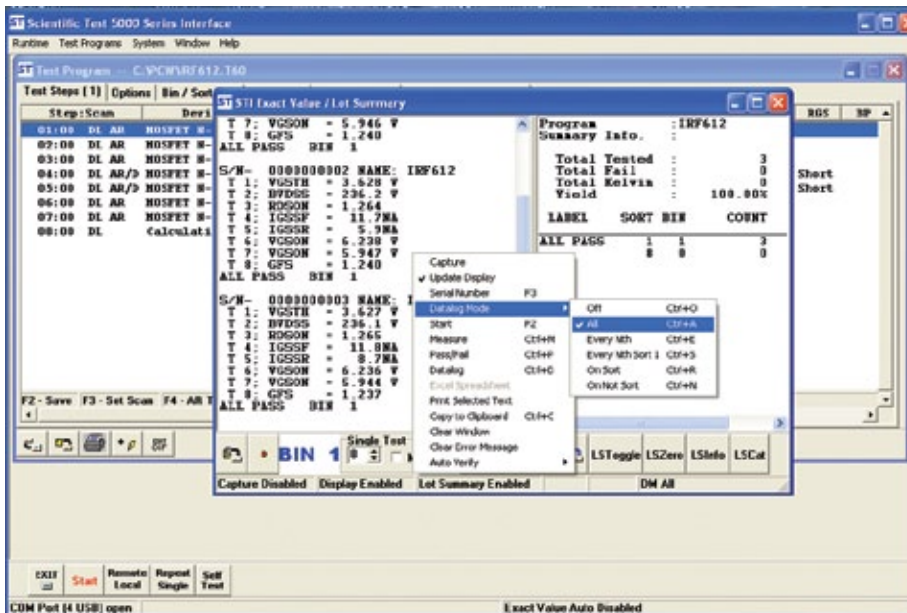 Scientific Test 5000 Series Interface
Runtime Test Programs System Window Help
Test Program -- C:\PCW\IRF612.T60
Test Steps (1) Options Bin / Sort
Step:Scan Devi RGS BP
01:00 DL AR MOSFET N-
02:00 DL AR MOSFET N-
03:00 DL AR MOSFET N-
04:00 DL AR/D MOSFET N- Short
05:00 DL AR/D MOSFET N- Short
06:00 DL AR MOSFET N-
07:00 DL AR MOSFET N-
08:00 DL Calculati
F2 - Save F3 - Set Scan F4 - AR T
STI Exact Value / Lot Summary
T 7: VGSON = 5.946 V
T 8: GFS = 1.240
ALL PASS BIN 1
S/N- 0000000002 NAME: IRF612
T 1: VGSTH = 3.628 V
T 2: BVDSS = 236.2 V
T 3: RDSON = 1.264
T 4: IGSSF = 11.7NA
T 5: IGSSR = 5.9NA
T 6: VGSON = 6.238 V
T 7: VGSON = 5.947 V
T 8: GFS = 1.240
ALL PASS BIN 1
S/N- 0000000003 NAME: I
T 1: VGSTH = 3.627 V
T 2: BVDSS = 236.1 V
T 3: RDSON = 1.265
T 4: IGSSF = 11.8NA
T 5: IGSSR = 8.7NA
T 6: VGSON = 6.236 V
T 7: VGSON = 5.944 V
T 8: GFS = 1.237
ALL PASS BIN 1
Program :IRF612
Summary Info. :
Total Tested : 3
Total Fail : 0
Total Kelvin : 0
Yield : 100.00%
LABEL SORT BIN COUNT
ALL PASS 1 1 3
8 0 0
Capture
Update Display
Serial Number F3
Datalog Mode
Start F2
Measure Ctrl+M
Pass/Fail Ctrl+P
Datalog Ctrl+G
Excel Spreadsheet
Print Selected Text
Copy to Clipboard Ctrl+C
Clear Window
Clear Error Message
Auto Verify
Off Ctrl+O
All Ctrl+A
Every Nth Ctrl+E
Every Nth Sort 1 Ctrl+S
On Sort Ctrl+R
On Not Sort Ctrl+N
BIN 1 Single Test 0
LSToggle LSZero LSInfo LSCat
Capture Disabled Display Enabled Lot Summary Enabled DM All
EXIT Start Remote Local Repeat Single Self Test
COM Port [4 USB] open Exact Value Auto Disabled